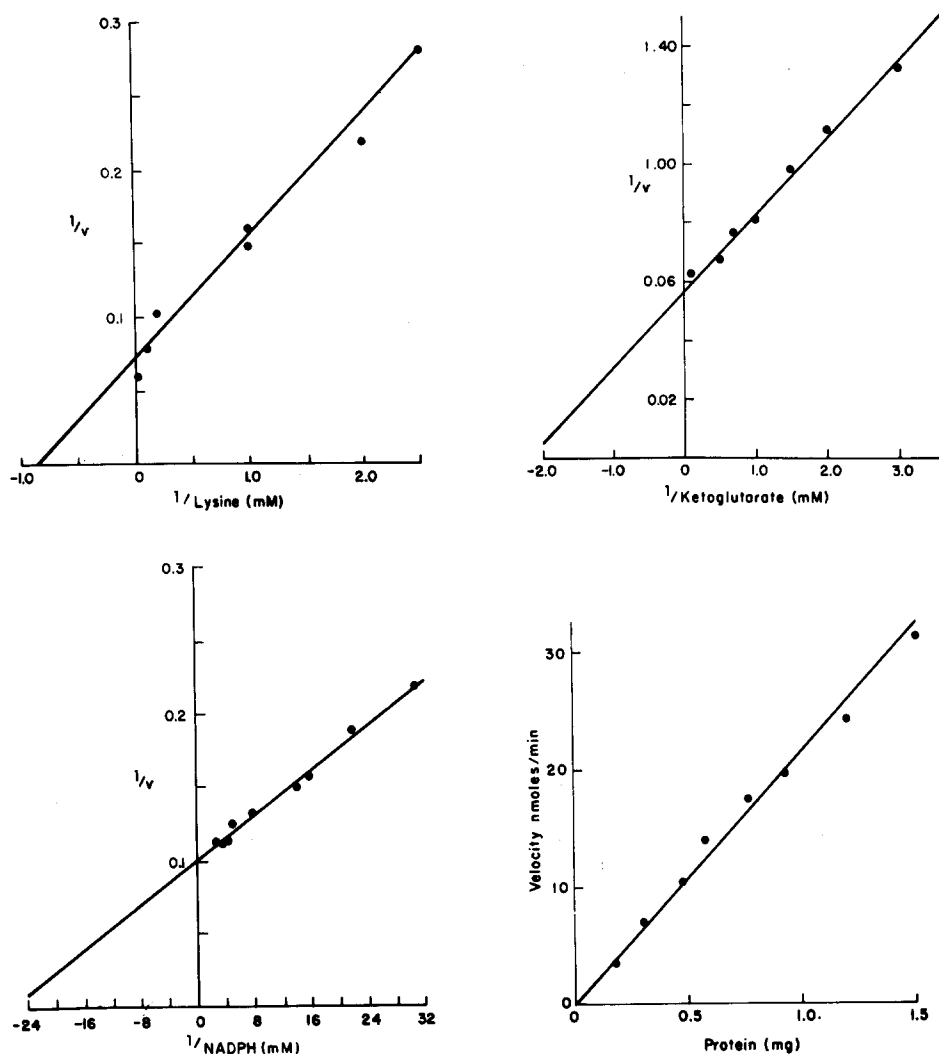 0.3
0.2
1/v
0.1
-1.0 0 1.0 2.0
1/Lysine (mM)
1.40
1.00
1/v
0.06
0.02
-2.0 -1.0 0 1.0 2.0 3.0
1/Ketoglutarate (mM)
0.3
0.2
1/v
0.1
-24 -16 -8 0 8 16 24 32
1/NADPH (mM)
Velocity nmoles/min
30
20
10
0
0 0.5 1.0. 1.5
Protein (mg)